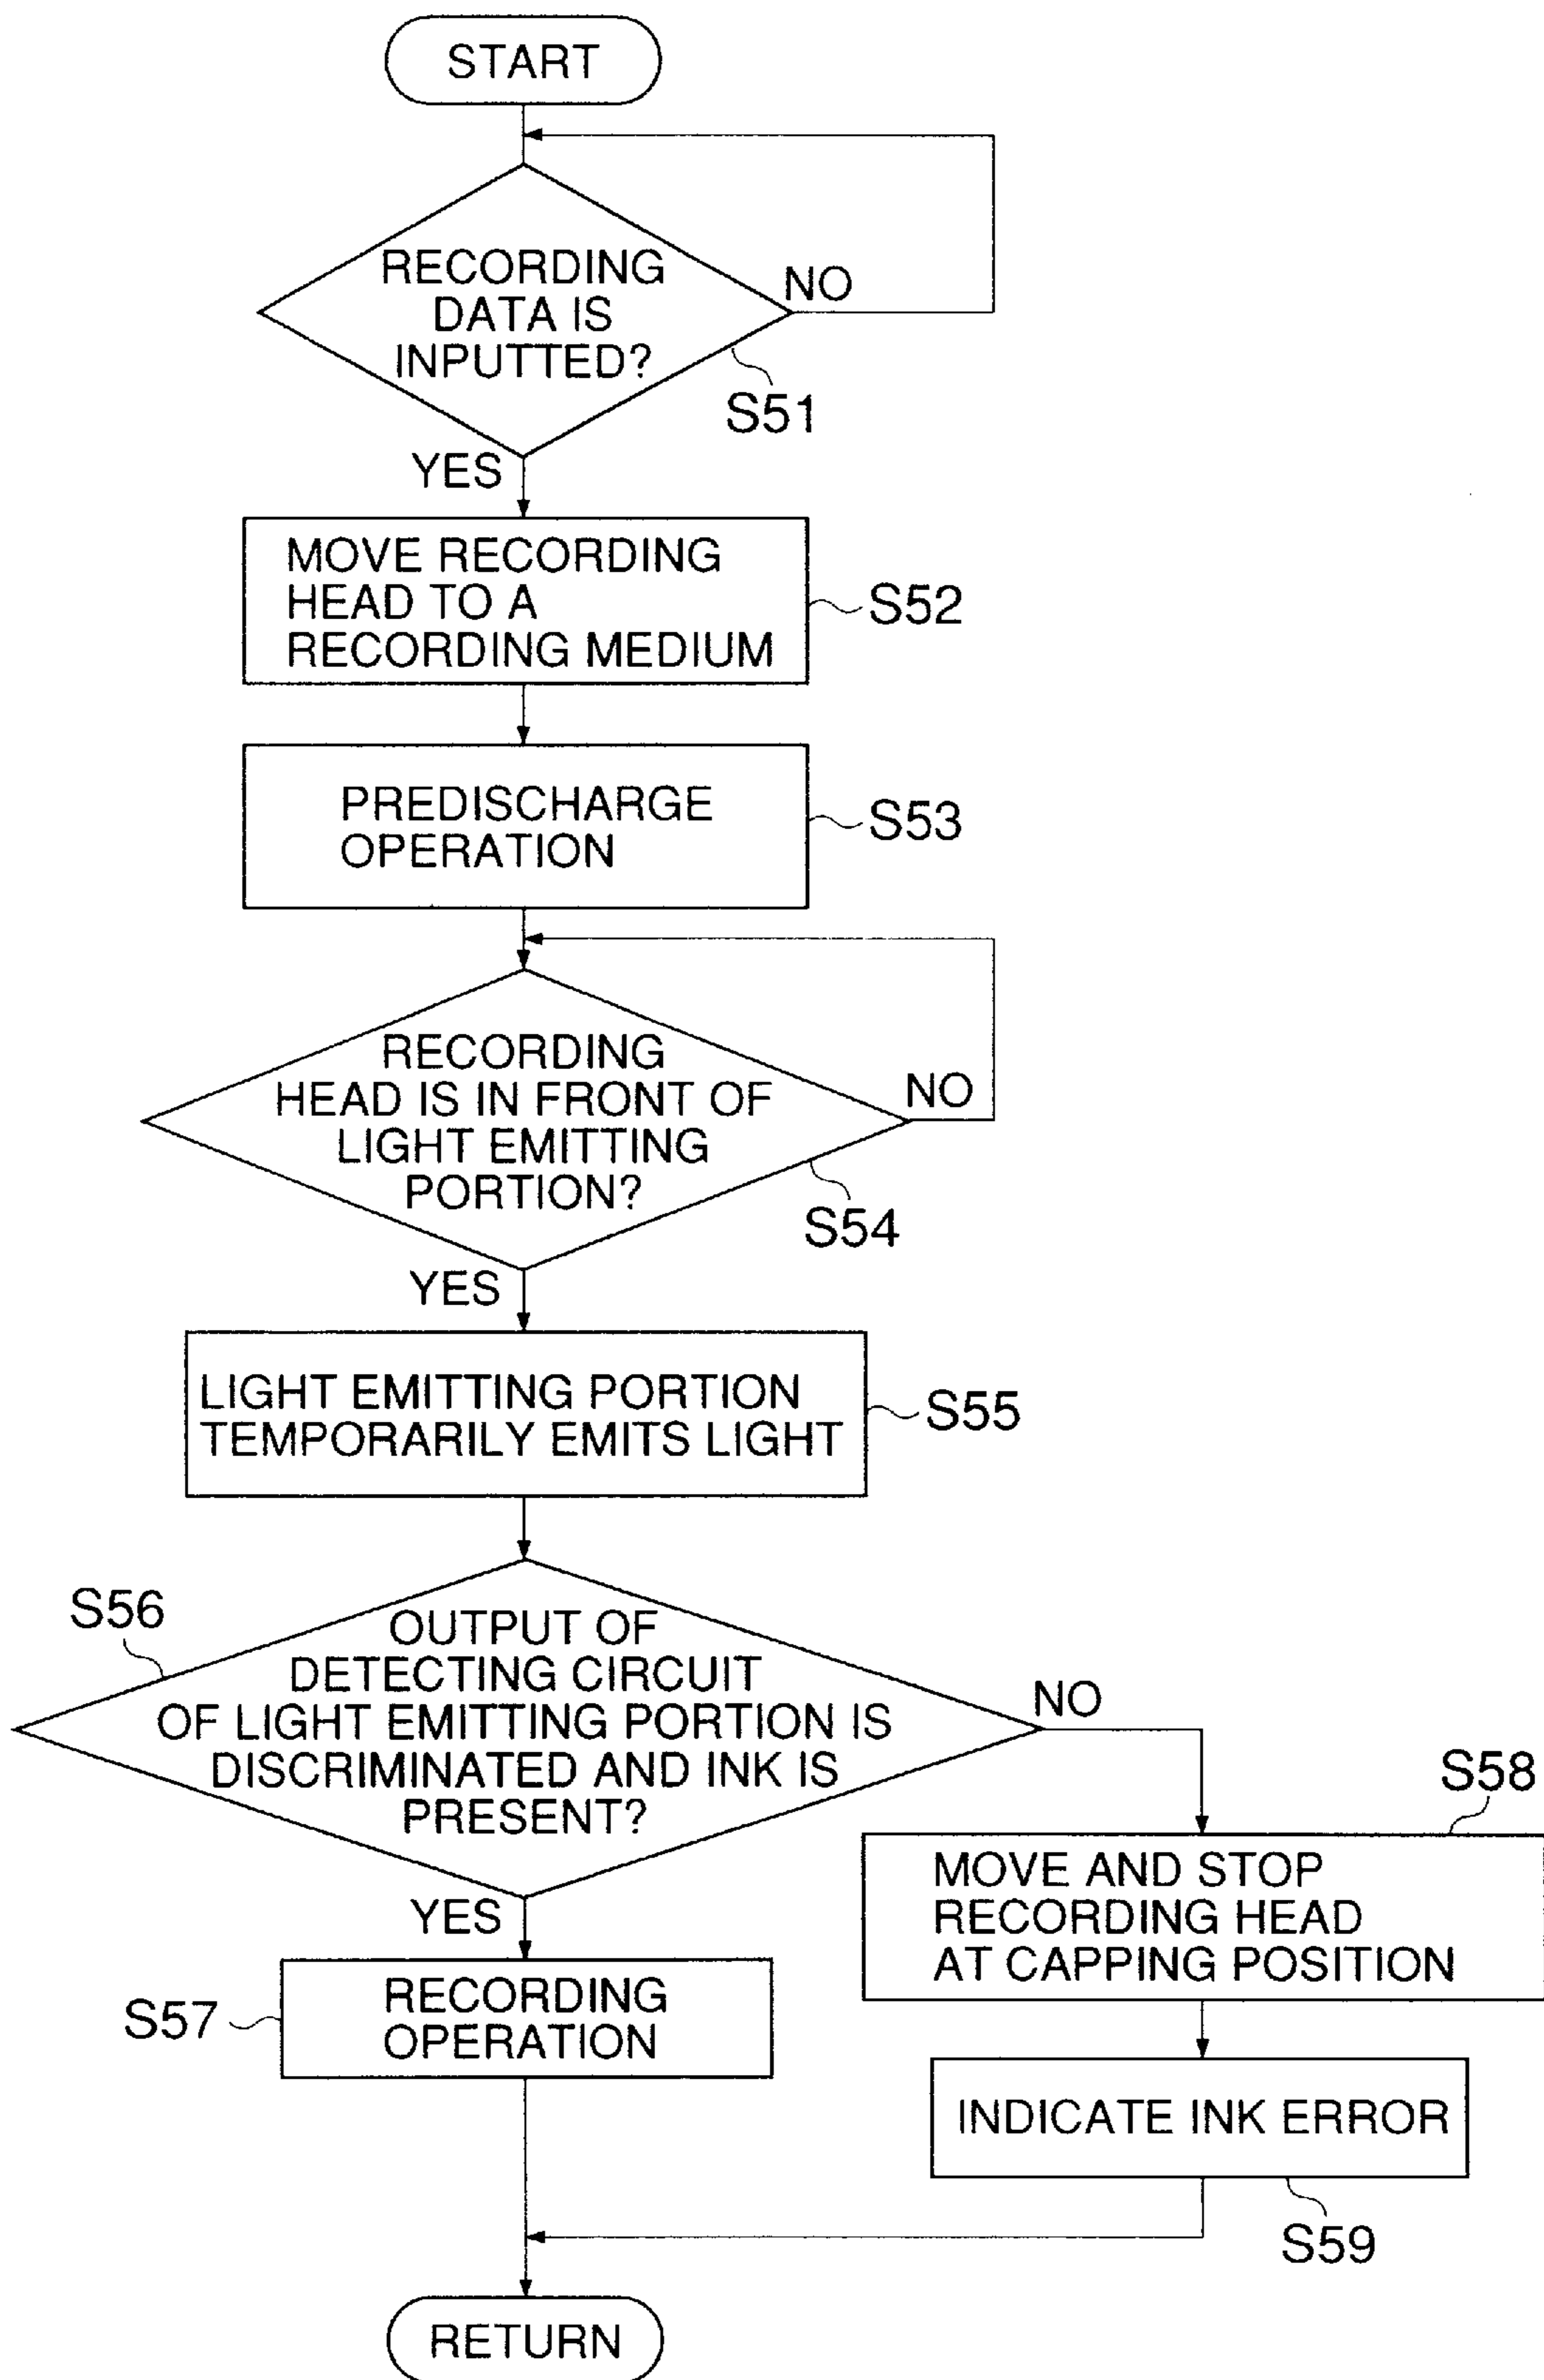 START
RECORDING
DATA IS
INPUTTED?
NO
S51
YES
MOVE RECORDING
HEAD TO A
RECORDING MEDIUM
S52
PREDISCHARGE
OPERATION
S53
RECORDING
HEAD IS IN FRONT OF
LIGHT EMITTING
PORTION?
NO
S54
YES
LIGHT EMITTING PORTION
TEMPORARILY EMITS LIGHT
S55
S56
OUTPUT OF
DETECTING CIRCUIT
OF LIGHT EMITTING PORTION IS
DISCRIMINATED AND INK IS
PRESENT?
NO
YES
S57
RECORDING
OPERATION
S58
MOVE AND STOP
RECORDING HEAD
AT CAPPING POSITION
INDICATE INK ERROR
S59
RETURN